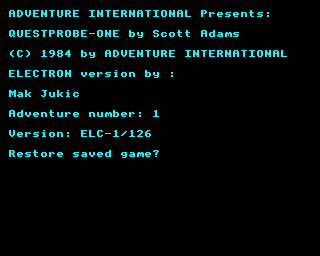 ADVENTURE INTERNATIONAL Presents:
QUESTPROBE-ONE by Scott Adams
(C) 1984 by ADVENTURE INTERNATIONAL
ELECTRON version by :
Mak Jukic
Adventure number: 1
Version: ELC-1/126
Restore saved game?